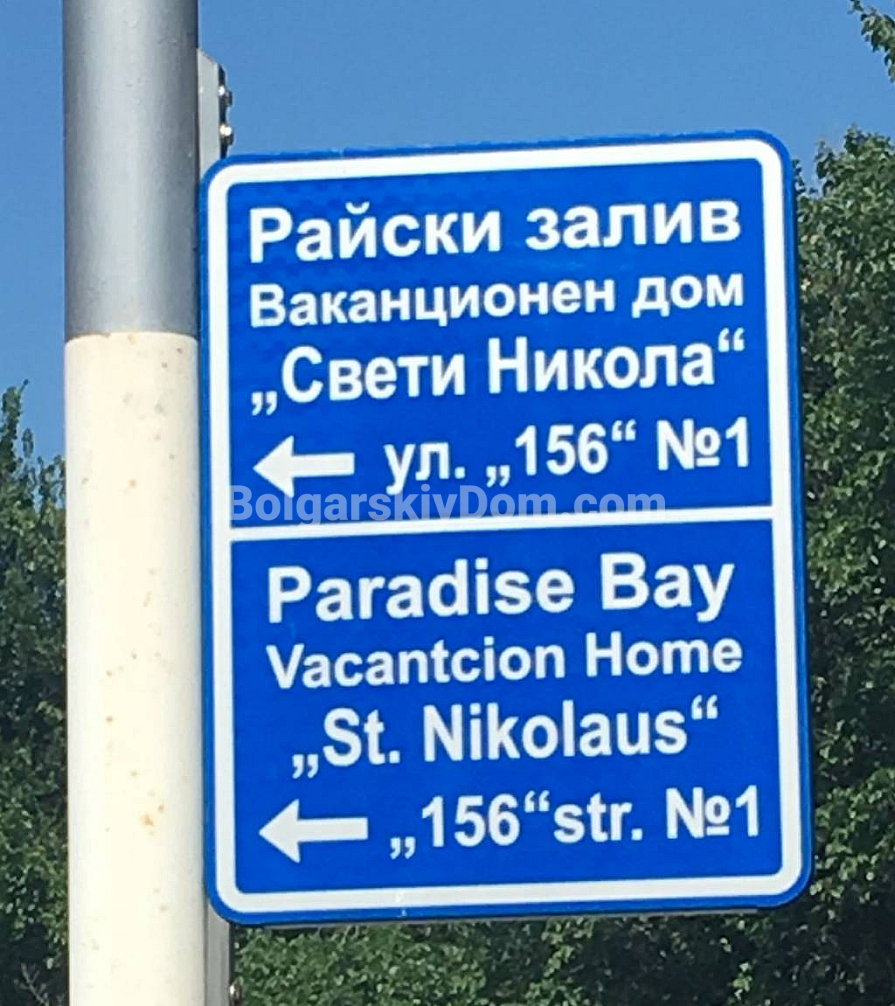 Райски залив
Ваканционен дом
„Свети Никола“
ул. „156“ №1
BolgarskiyDom.com
Paradise Bay
Vacantcion Home
„St. Nikolaus“
„156“str. №1